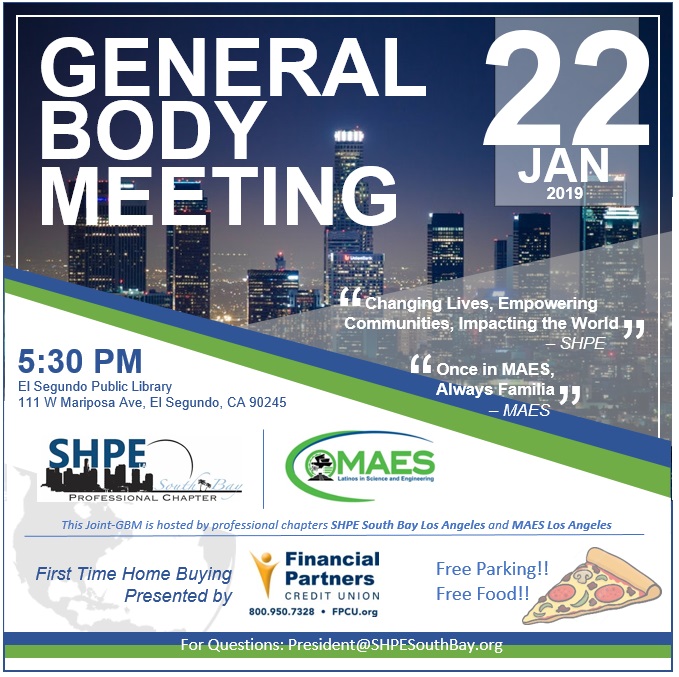 GENERAL
BODY
MEETING
22
JAN
2019
“ Changing Lives, Empowering
Communities, Impacting the World ”
– SHPE
“ Once in MAES,
Always Familia ”
– MAES
5:30 PM
El Segundo Public Library
111 W Mariposa Ave, El Segundo, CA 90245
SHPE
LA
South Bay
PROFESSIONAL CHAPTER
MAES
Latinos in Science and Engineering
This Joint-GBM is hosted by professional chapters SHPE South Bay Los Angeles and MAES Los Angeles
First Time Home Buying
Presented by
Financial
Partners
CREDIT UNION
800.950.7328 • FPCU.org
Free Parking!!
Free Food!!
For Questions: President@SHPESouthBay.org